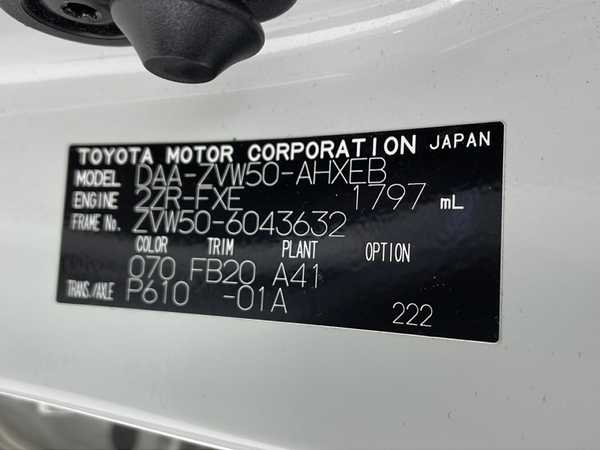 TOYOTA MOTOR CORPORATION JAPAN
MODEL DAA-ZVW50-AHXEB
ENGINE 2ZR-FXE 1797 mL
FRAME No. ZVW50-6043632
COLOR TRIM PLANT OPTION
070 FB20 A41
TRANS./AXLE P610 -01A
222